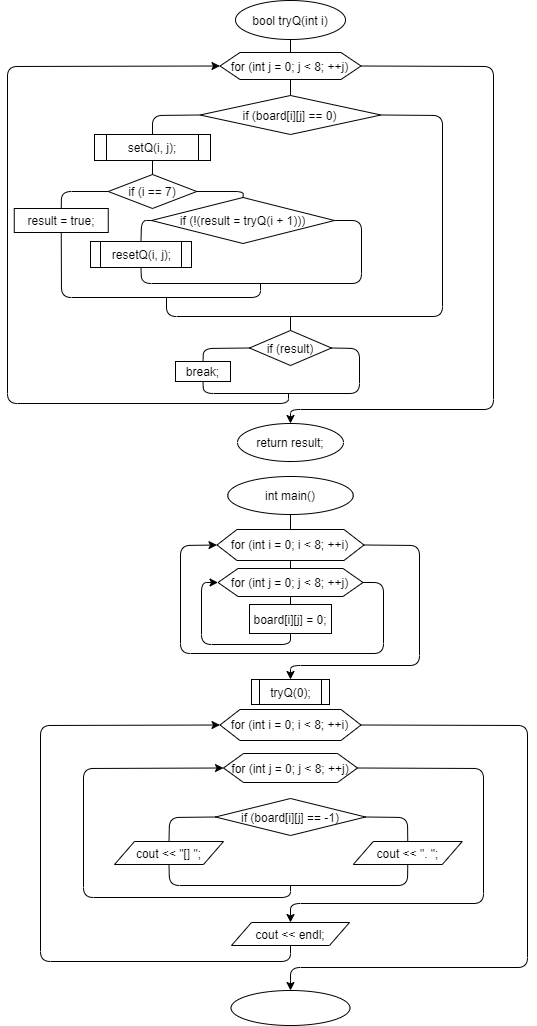 bool tryQ(int i)
for (int j = 0; j < 8; ++j)
if (board[i][j] == 0)
setQ(i, j);
if (i == 7)
result = true;
if (!(result = tryQ(i + 1)))
resetQ(i, j);
if (result)
break;
return result;
int main()
for (int i = 0; i < 8; ++i)
for (int j = 0; j < 8; ++j)
board[i][j] = 0;
tryQ(0);
for (int i = 0; i < 8; ++i)
for (int j = 0; j < 8; ++j)
if (board[i][j] == -1)
cout << "[] ";
cout << ". ";
cout << endl;